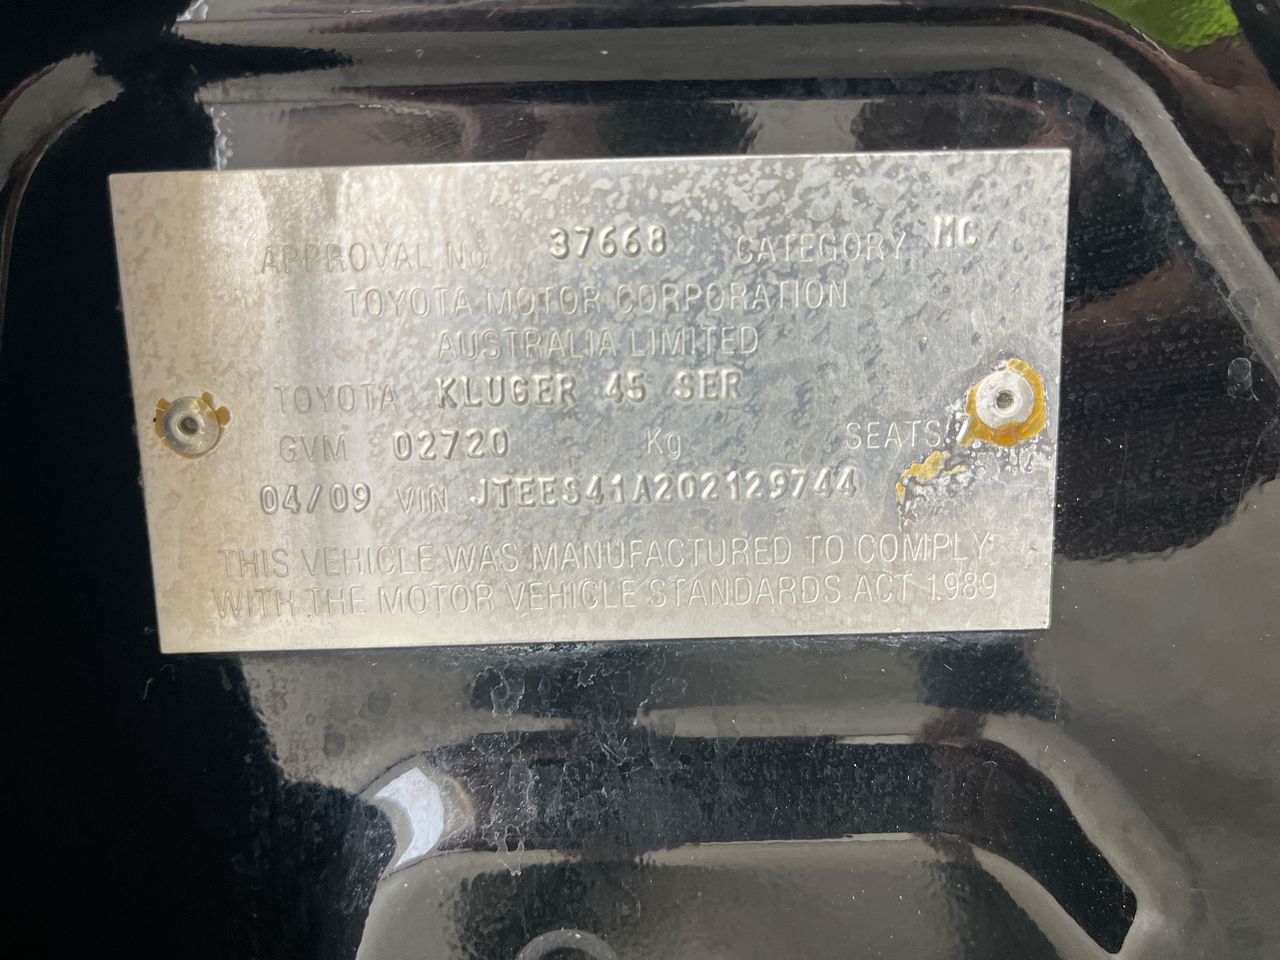 APPROVAL No 37668 CATEGORY MC
TOYOTA MOTOR CORPORATION
AUSTRALIA LIMITED
TOYOTA KLUGER 45 SER
GVM 02720 Kg SEATS 7
04/09 VIN JTEES41A202129744
THIS VEHICLE WAS MANUFACTURED TO COMPLY
WITH THE MOTOR VEHICLE STANDARDS ACT 1989